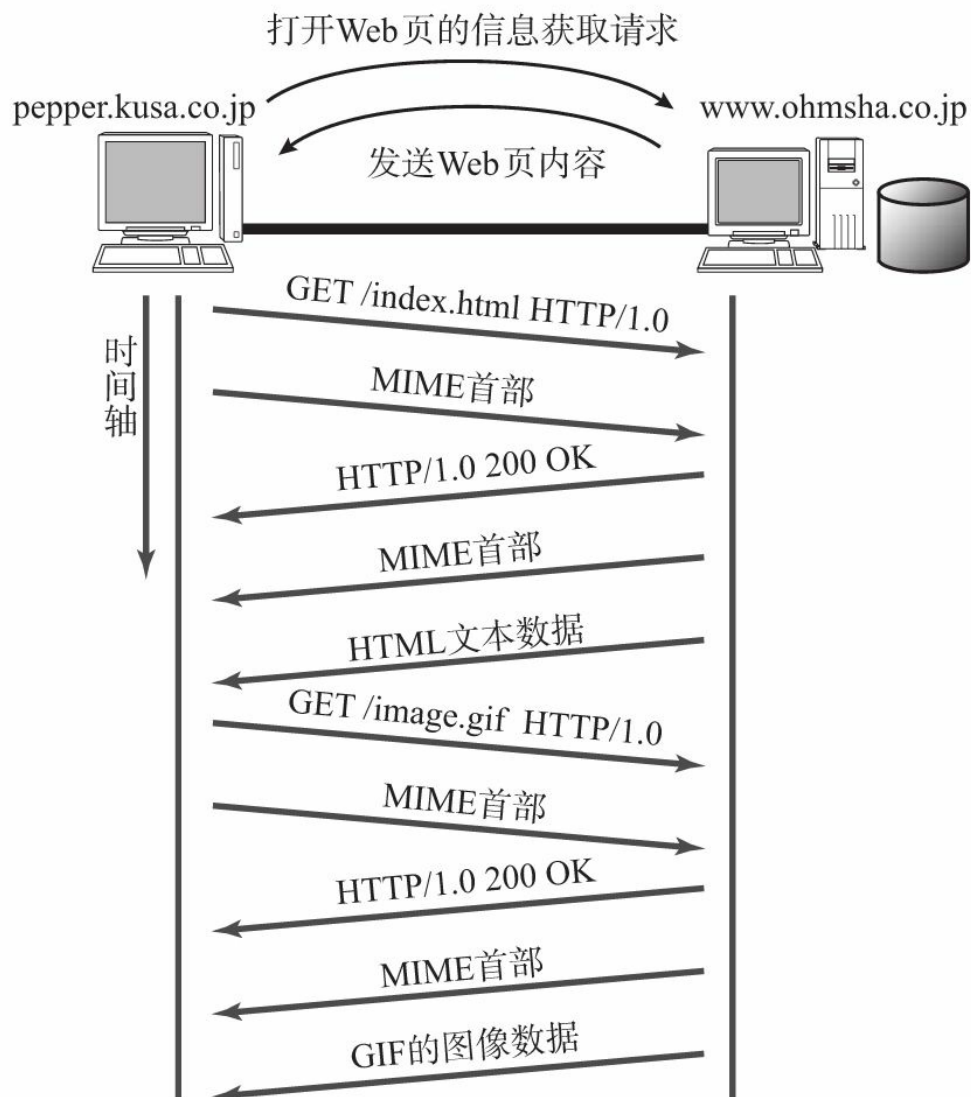 打开Web页的信息获取请求
pepper.kusa.co.jp
www.ohmsha.co.jp
发送Web页内容
GET /index.html HTTP/1.0
时间轴
MIME首部
HTTP/1.0 200 OK
MIME首部
HTML文本数据
GET /image.gif HTTP/1.0
MIME首部
HTTP/1.0 200 OK
MIME首部
GIF的图像数据